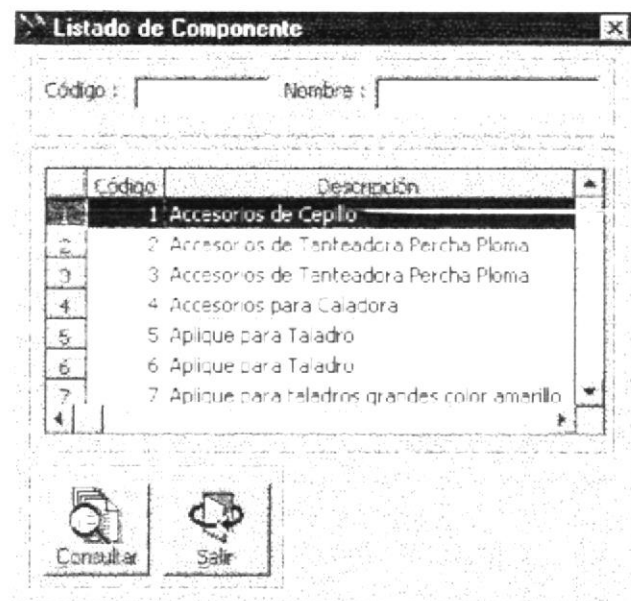 Listado de Componente
Código : Nombre :
Código Descripción
1 1 Accesorios de Cepillo
2 2 Accesorios de Tanteadora Percha Ploma
3 3 Accesorios de Tanteadora Percha Ploma
4 4 Accesorios para Caladora
5 5 Aplique para Taladro
6 6 Aplique para Taladro
7 7 Aplique para taladros grandes color amarillo
Consultar Salir